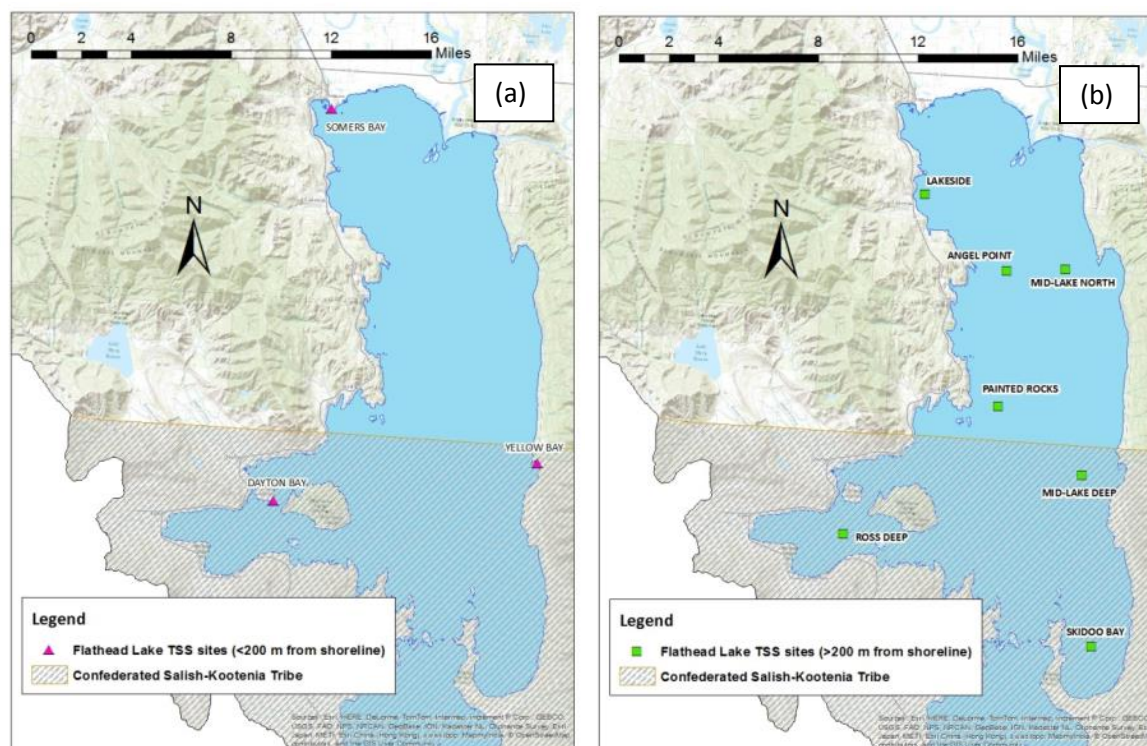 0 4 8 12 16
Miles
(a)
SOMERS BAY
N
YELLOW BAY
DAYTON BAY
Legend
Flathead Lake TSS sites (<200 m from shoreline)
Confederated Salish-Kootenia Tribe
0 4 8 12 16
Miles
(b)
LAKESIDE
N
ANGEL POINT
MID-LAKE NORTH
PAINTED ROCKS
MID-LAKE DEEP
ROSS DEEP
SKIDOO BAY
Legend
Flathead Lake TSS sites (>200 m from shoreline)
Confederated Salish-Kootenia Tribe